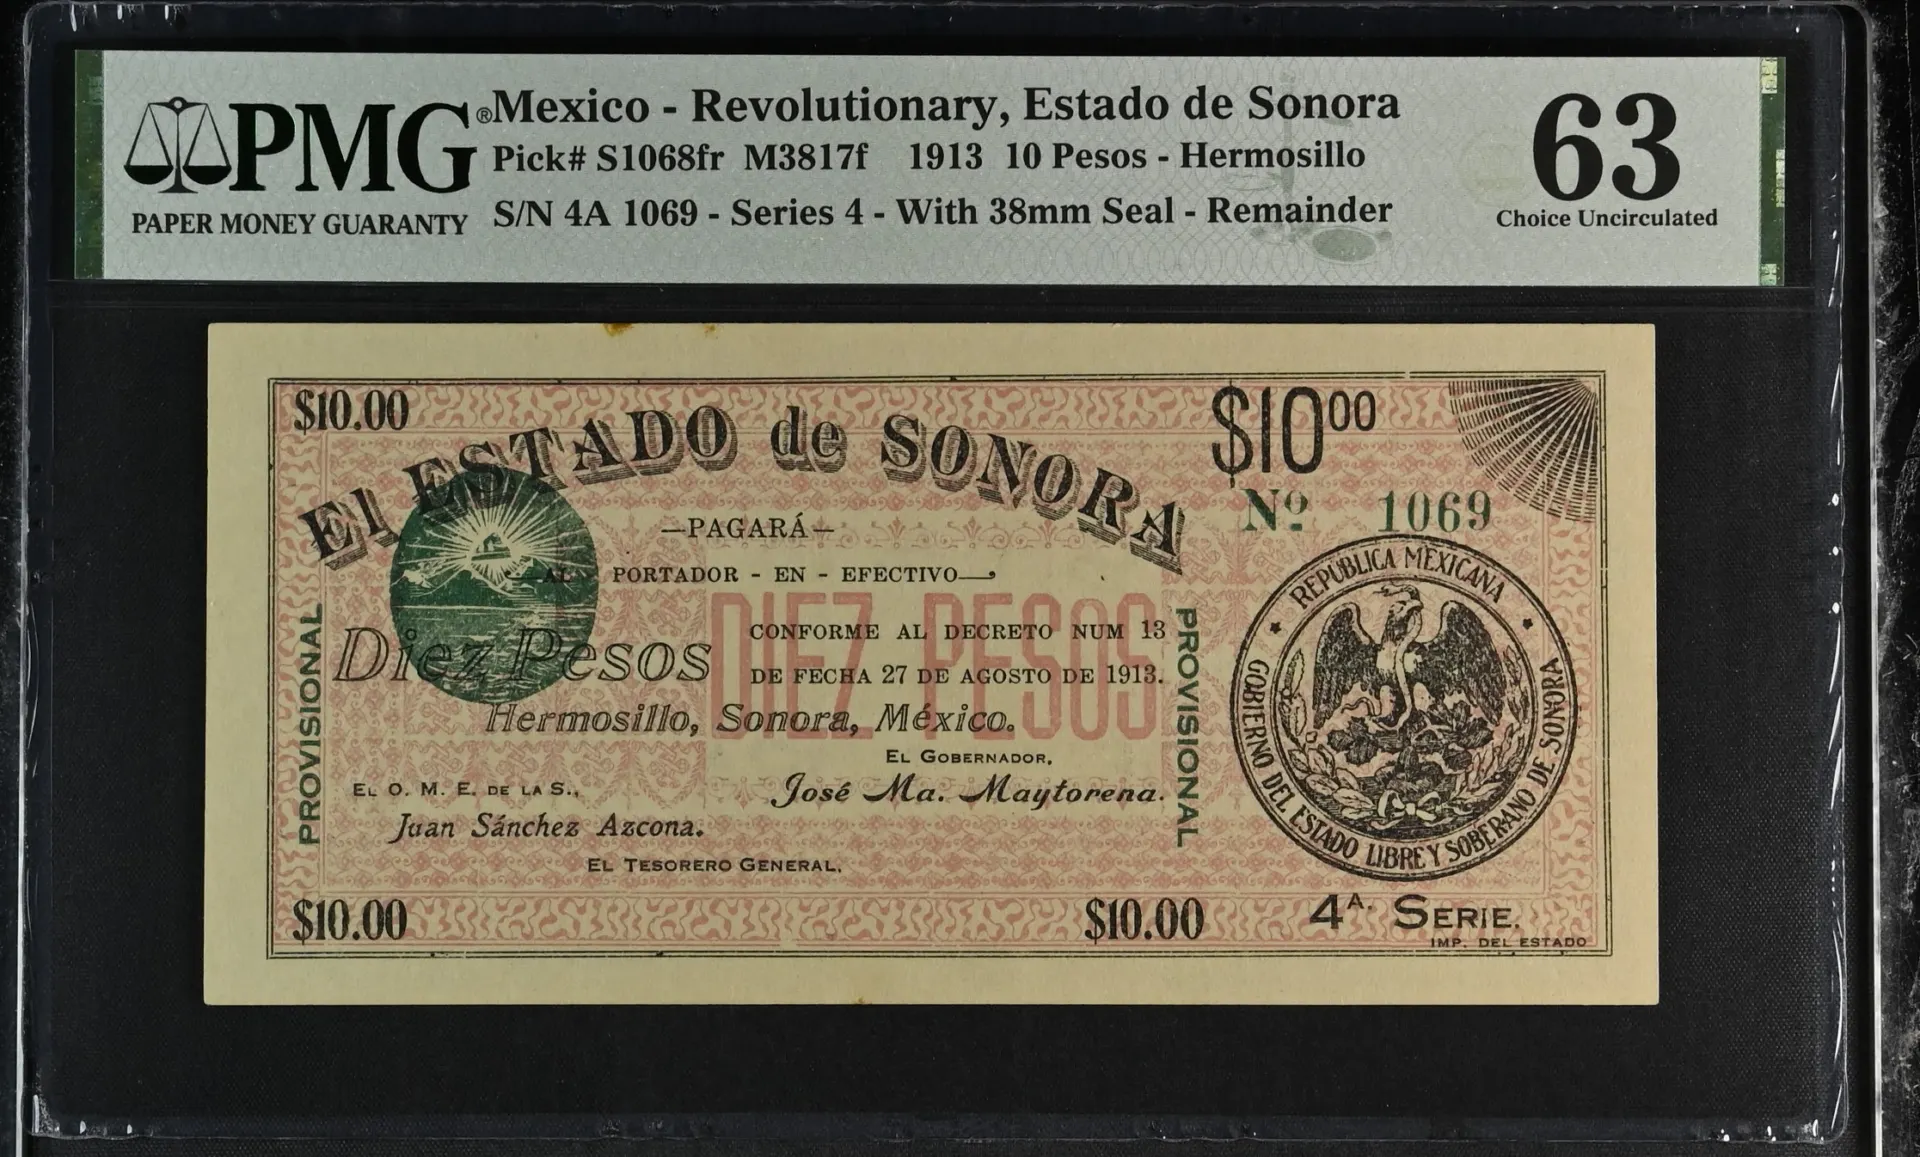 PMG®
PAPER MONEY GUARANTY
Mexico - Revolutionary, Estado de Sonora
Pick# S1068fr M3817f 1913 10 Pesos - Hermosillo
S/N 4A 1069 - Series 4 - With 38mm Seal - Remainder
63
Choice Uncirculated
$10.00
El ESTADO de SONORA
$10⁰⁰
Nº 1069
—PAGARÁ—
AL PORTADOR - EN - EFECTIVO
DIEZ PESOS
Diez Pesos
CONFORME AL DECRETO NUM 13
DE FECHA 27 DE AGOSTO DE 1913.
Hermosillo, Sonora, México.
PROVISIONAL
PROVISIONAL
EL GOBERNADOR,
José Ma. Maytorena.
EL O. M. E. DE LA S.,
Juan Sánchez Azcona.
EL TESORERO GENERAL,
REPUBLICA MEXICANA
GOBIERNO DEL ESTADO LIBRE Y SOBERANO DE SONORA
$10.00
$10.00
4A. SERIE.
IMP. DEL ESTADO